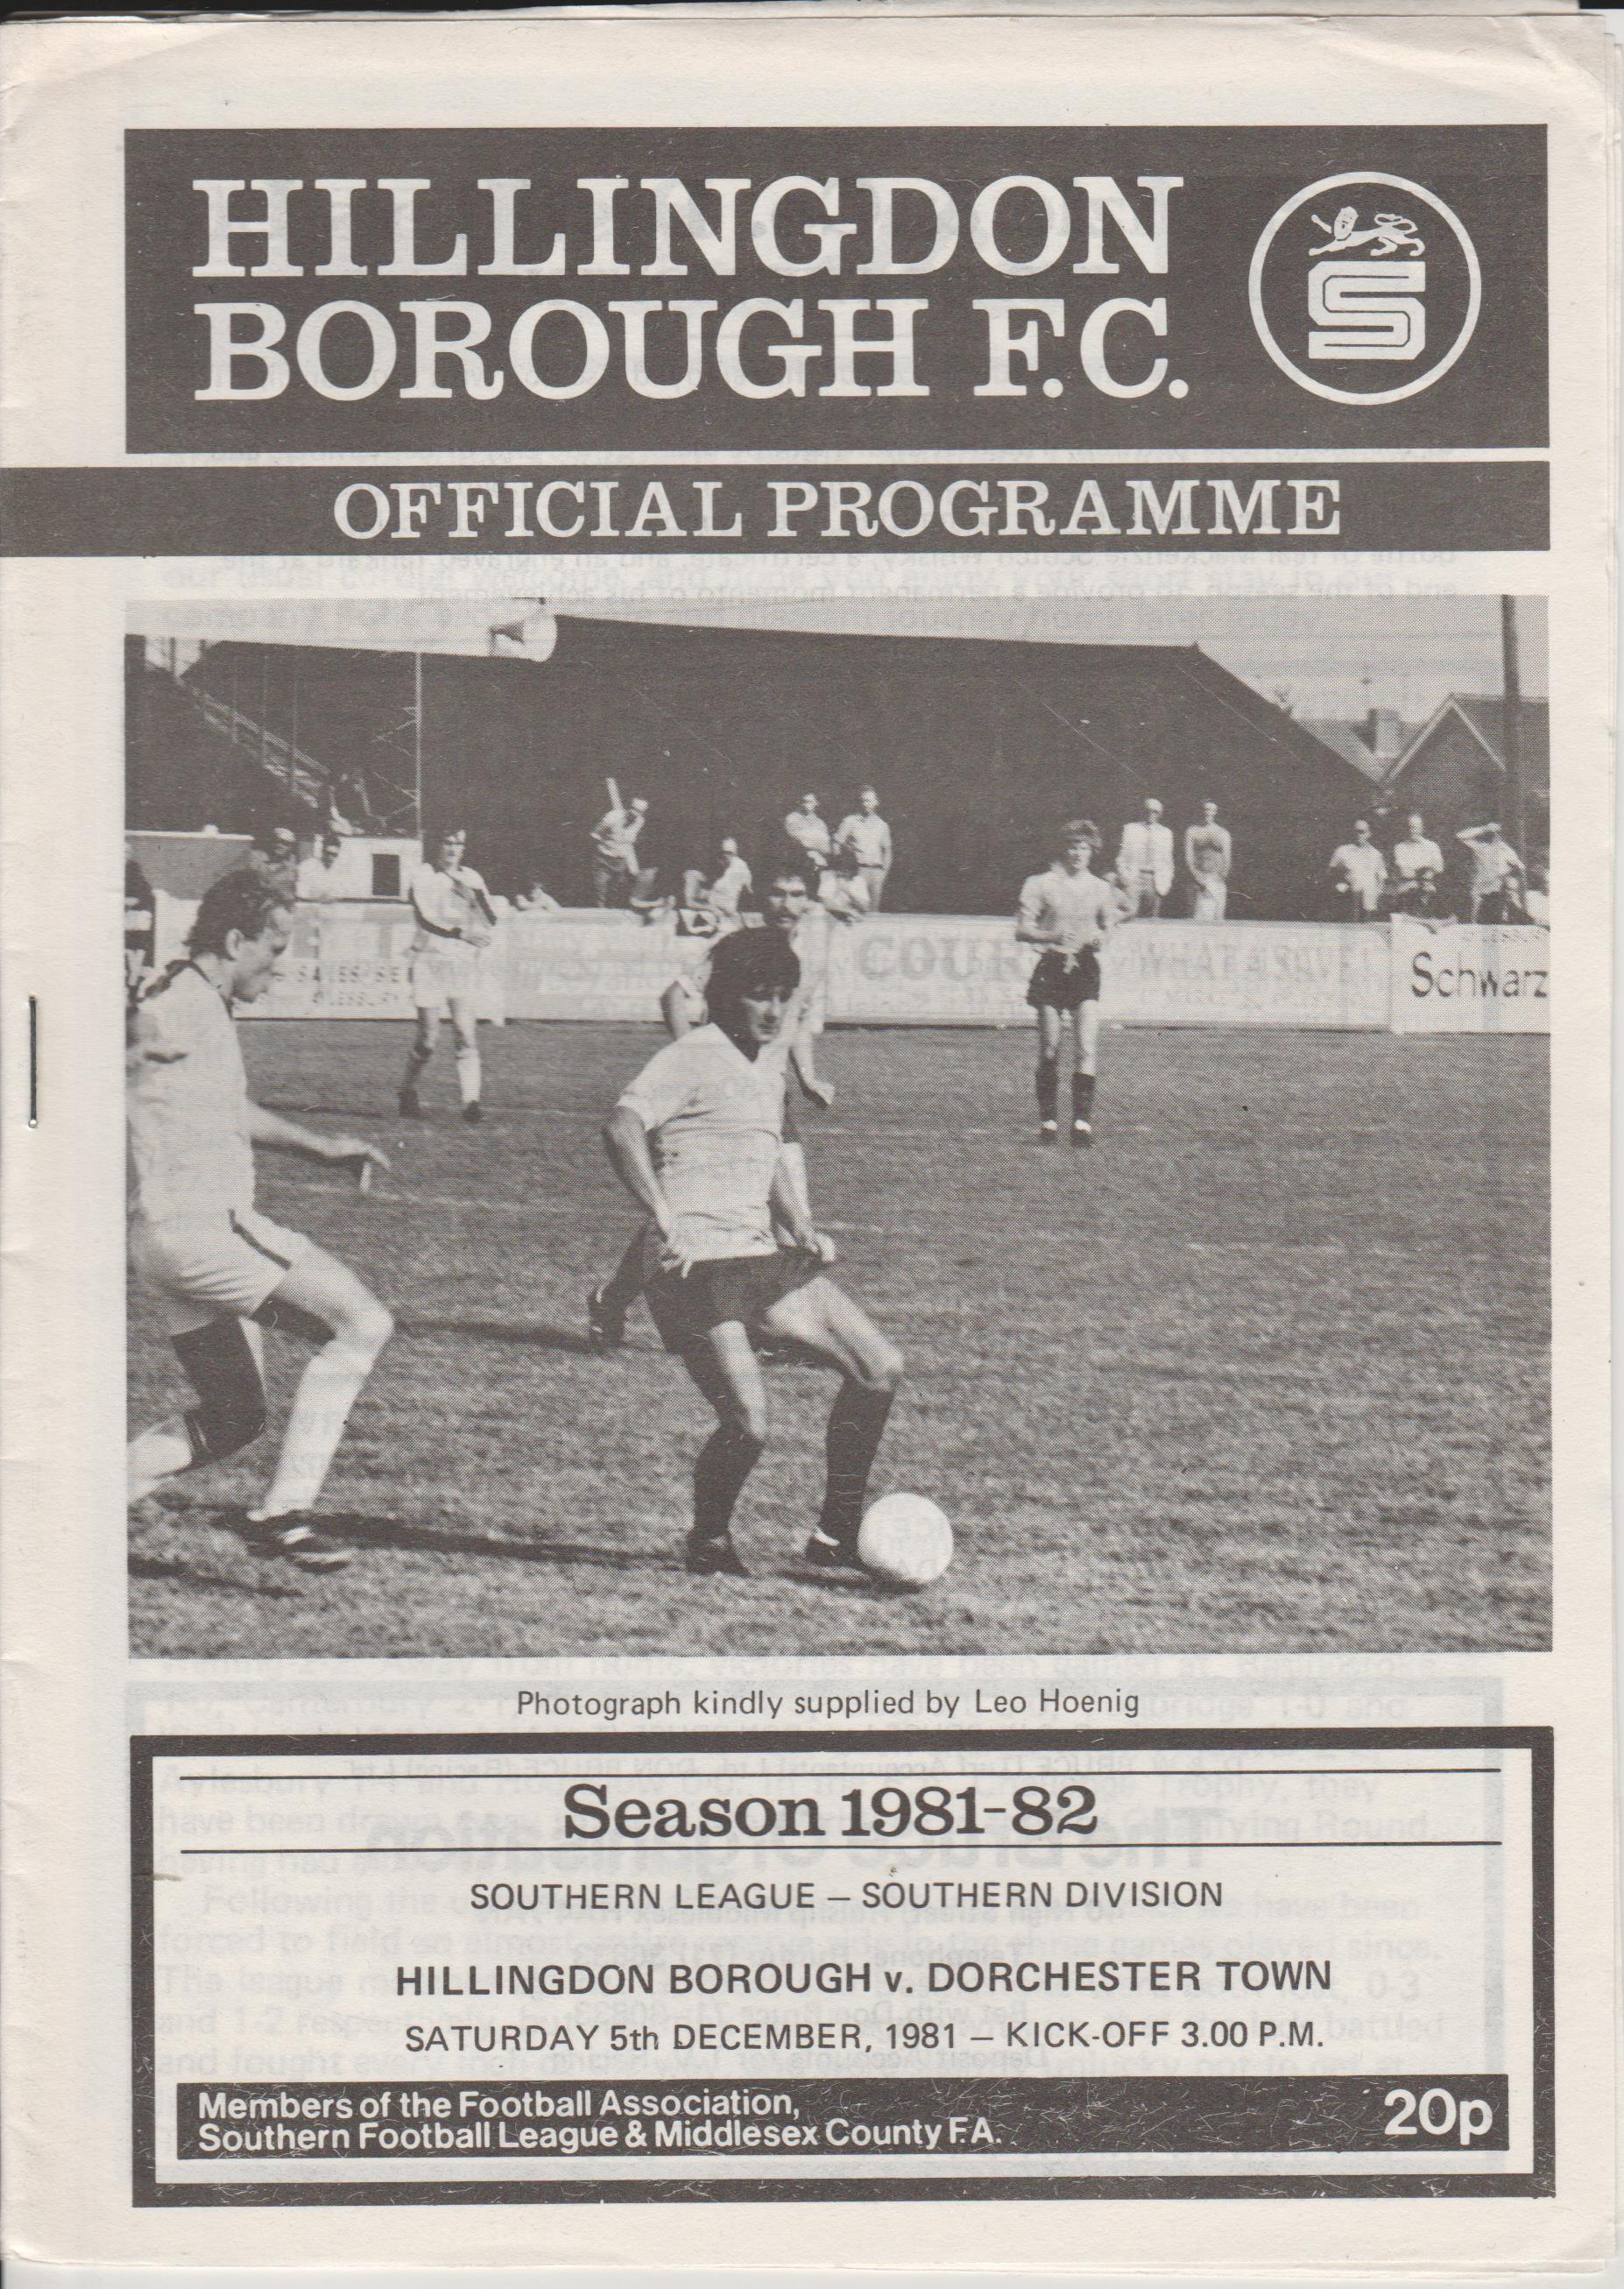 HILLINGDON
BOROUGH F.C.
S
OFFICIAL PROGRAMME
COUR
WHAT A
Schwarz
Photograph kindly supplied by Leo Hoenig
Season 1981-82
SOUTHERN LEAGUE – SOUTHERN DIVISION
HILLINGDON BOROUGH v. DORCHESTER TOWN
SATURDAY 5th DECEMBER, 1981 – KICK-OFF 3.00 P.M.
Members of the Football Association,
Southern Football League & Middlesex County F.A.
20p